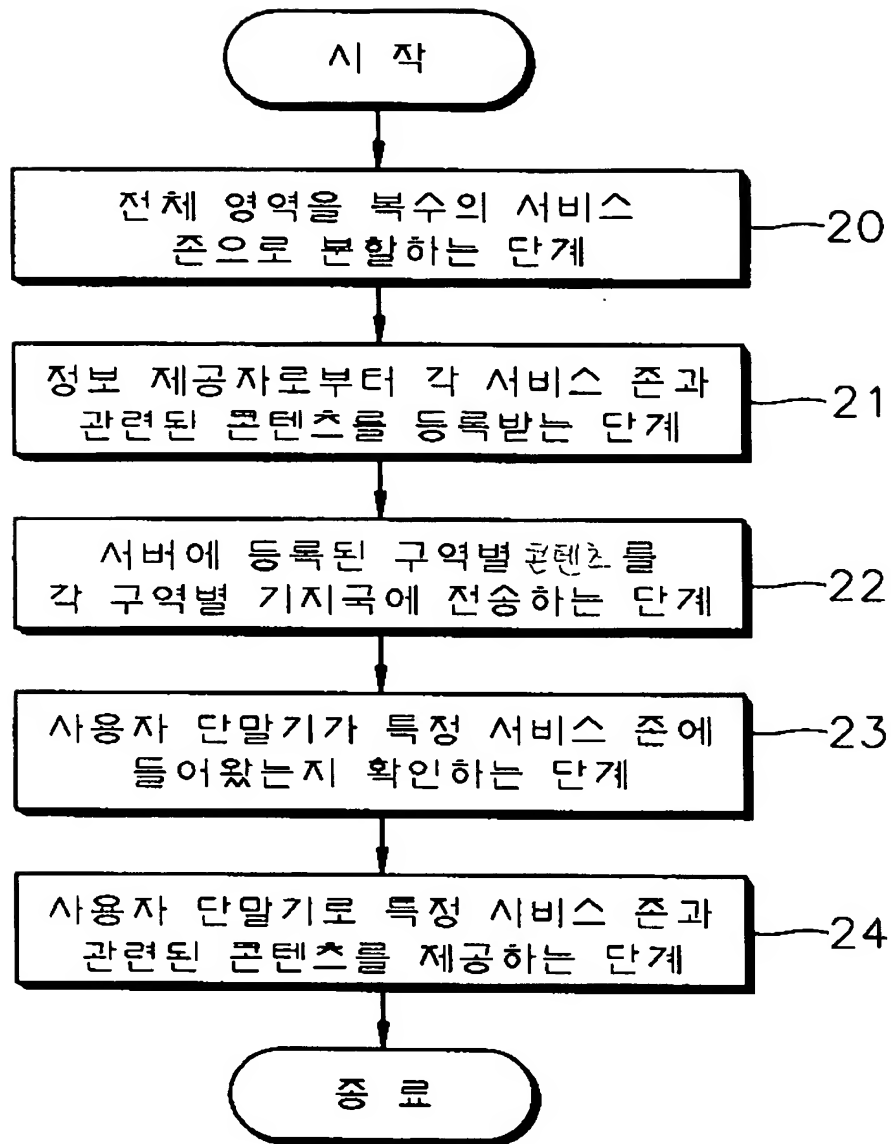 시 작
전체 영역을 복수의 서비스
존으로 분할하는 단계
20
정보 제공자로부터 각 서비스 존과
관련된 콘텐츠를 등록받는 단계
21
서버에 등록된 구역별 콘텐츠를
각 구역별 기지국에 전송하는 단계
22
사용자 단말기가 특정 서비스 존에
들어왔는지 확인하는 단계
23
사용자 단말기로 특정 시비스 존과
관련된 콘텐츠를 제공하는 단계
24
종 료